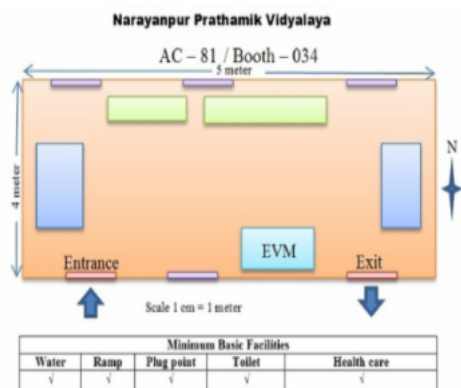 Narayanpur Prathamik Vidyalaya
AC – 81 / Booth – 034
5 meter
4 meter
N
EVM
Entrance
Exit
Scale 1 cm = 1 meter
Minimum Basic Facilities
Water Ramp Plug point Toilet Health care
√ √ √ √ √